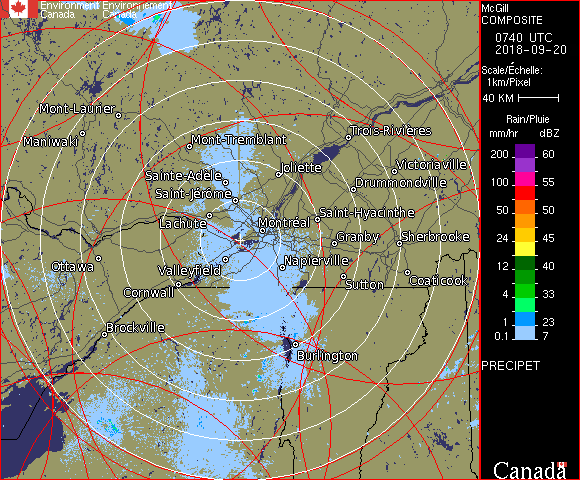 Environment Environnement
Canada Canada
McGill
COMPOSITE
0740 UTC
2018-09-20
Scale/Échelle:
1km/Pixel
40 KM
Rain/Pluie
mm/hr dBZ
200 60
55
100 55
50 50
24 45
12 40
4 33
1 23
0.1 7
PRECIPET
Canada
Mont-Laurier
Maniwaki
Mont-Tremblant
Trois-Rivières
Joliette
Victoriaville
Sainte-Adèle
Drummondville
Saint-Jérôme
Saint-Hyacinthe
Lachute
Montréal
Granby
Sherbrooke
Ottawa
Napierville
Valleyfield
Sutton
Coaticook
Cornwall
Brockville
Burlington